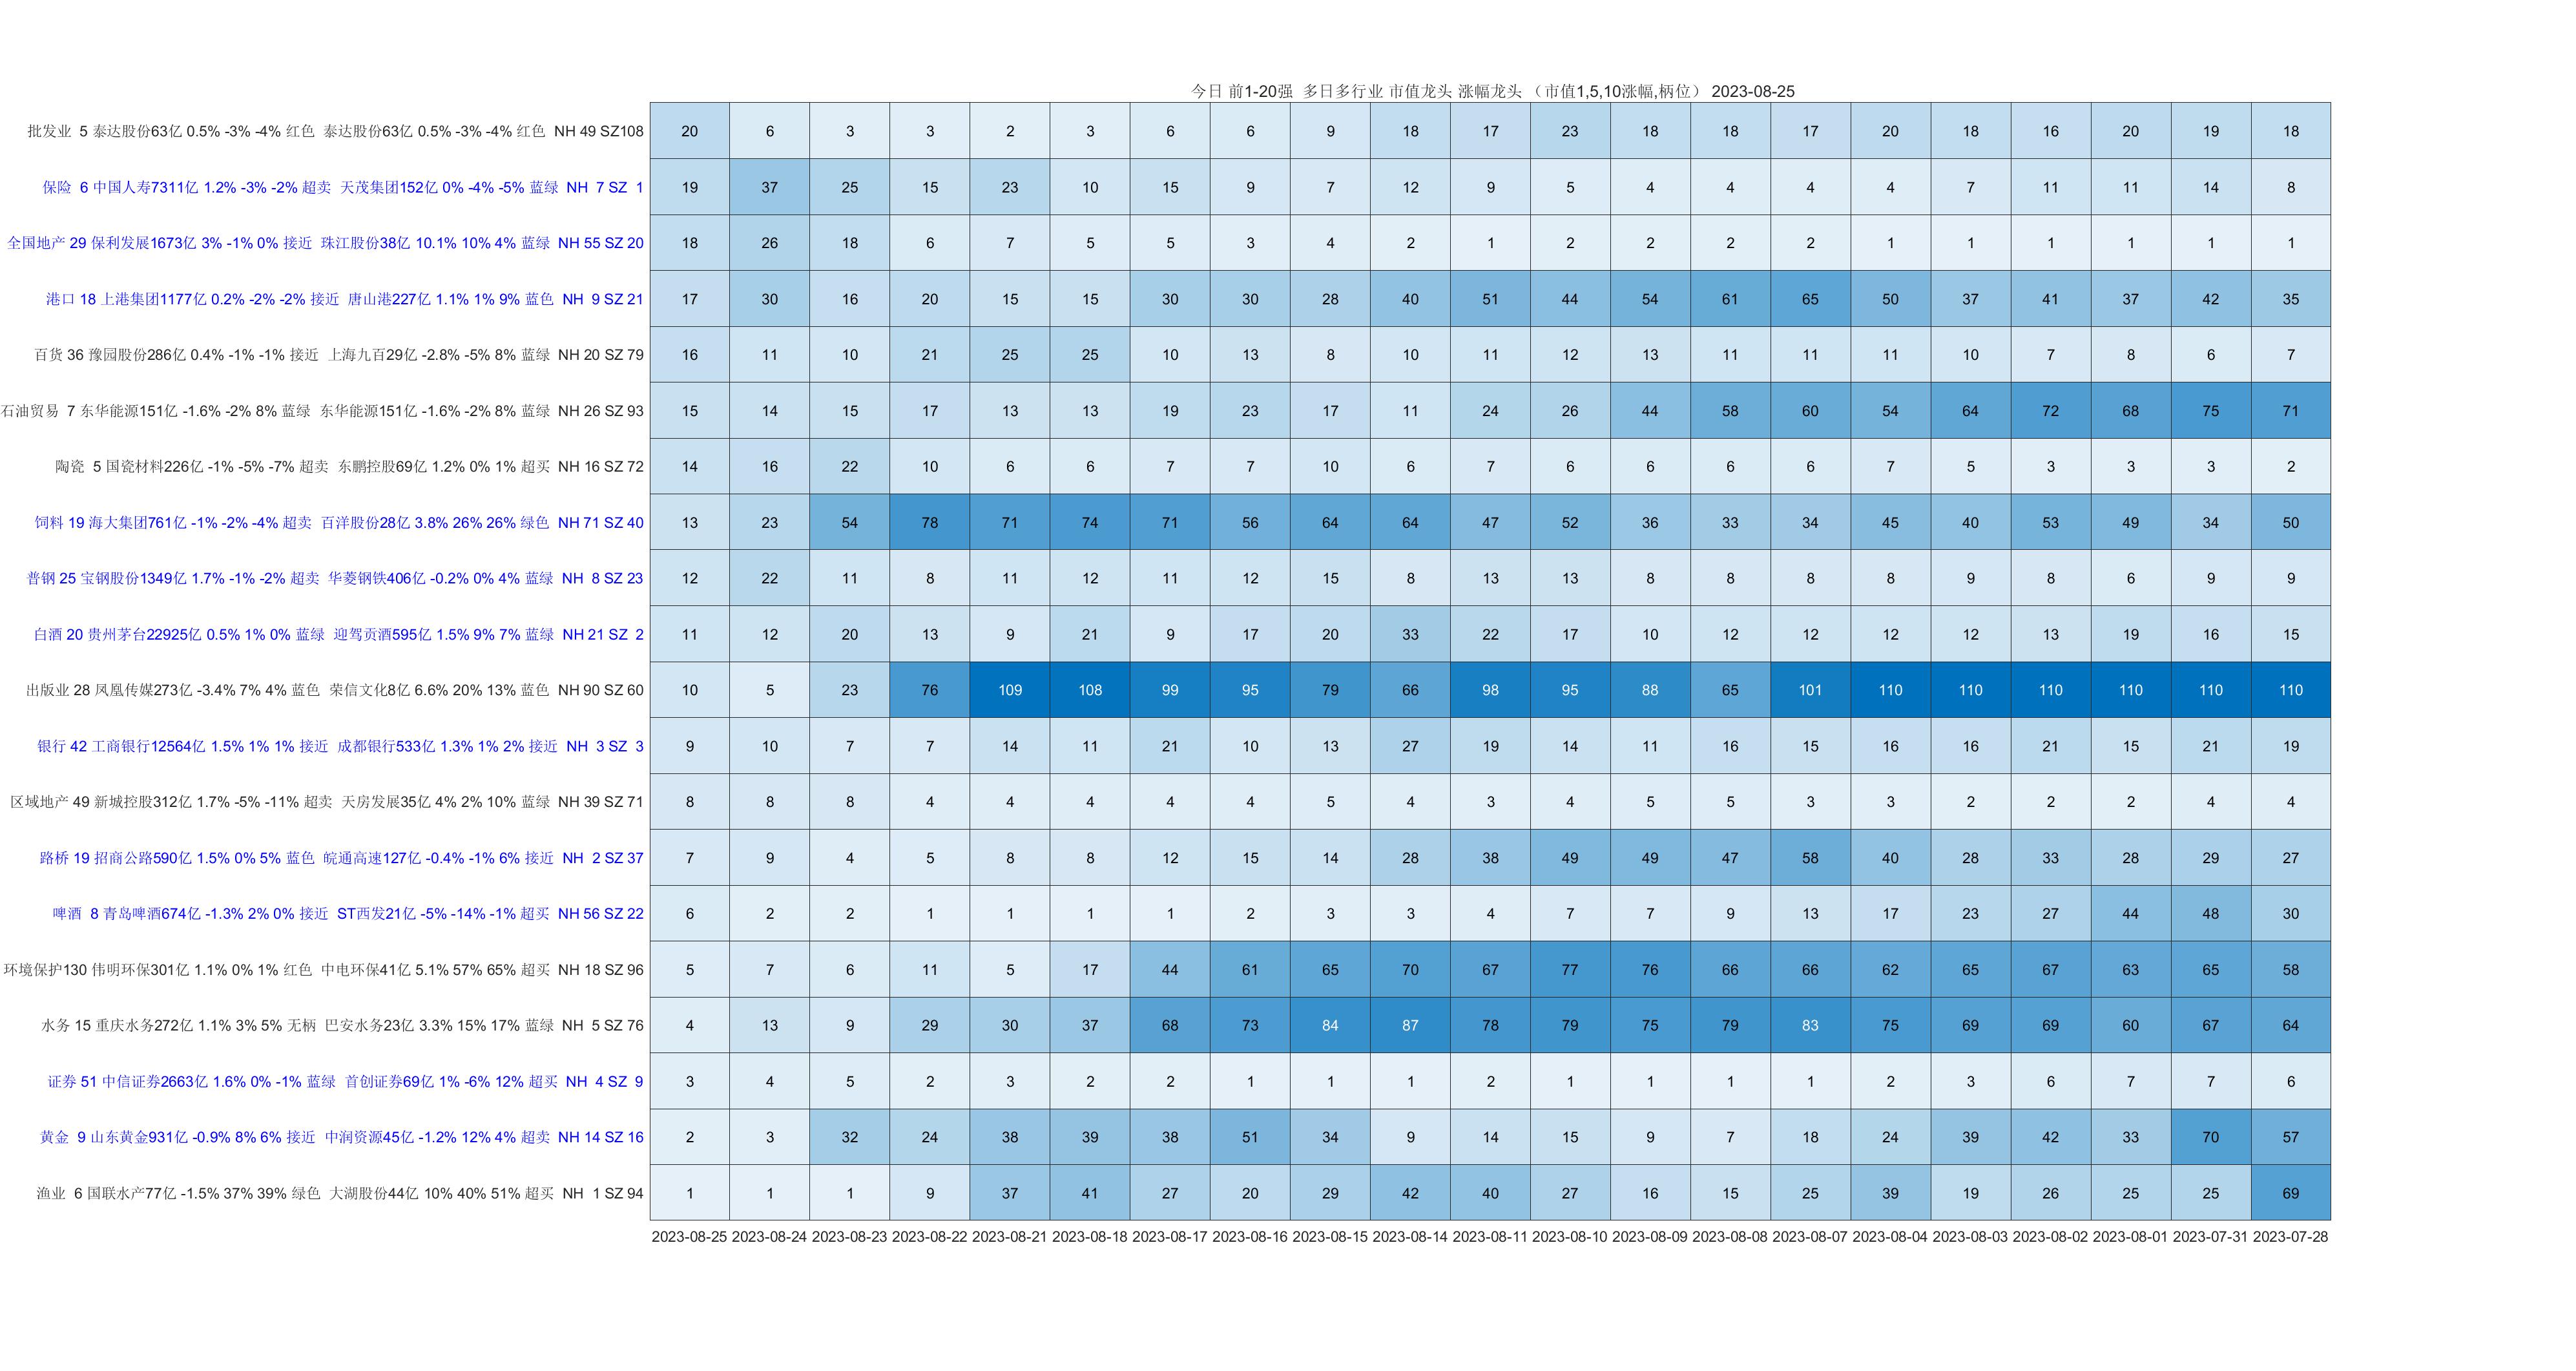 今日 前1-20强 多日多行业 市值龙头 涨幅龙头 （市值1,5,10涨幅,柄位） 2023-08-25
批发业 5 泰达股份63亿 0.5% -3% -4% 红色 泰达股份63亿 0.5% -3% -4% 红色 NH 49 SZ108 20 6 3 3 2 3 6 6 9 18 17 23 18 18 17 20 18 16 20 19 18
保险 6 中国人寿7311亿 1.2% -3% -2% 超卖 天茂集团152亿 0% -4% -5% 蓝绿 NH 7 SZ 1 19 37 25 15 23 10 15 9 7 12 9 5 4 4 4 4 7 11 11 14 8
全国地产 29 保利发展1673亿 3% -1% 0% 接近 珠江股份38亿 10.1% 10% 4% 蓝绿 NH 55 SZ 20 18 26 18 6 7 5 5 3 4 2 1 2 2 2 2 1 1 1 1 1 1
港口 18 上港集团1177亿 0.2% -2% -2% 接近 唐山港227亿 1.1% 1% 9% 蓝色 NH 9 SZ 21 17 30 16 20 15 15 30 30 28 40 51 44 54 61 65 50 37 41 37 42 35
百货 36 豫园股份286亿 0.4% -1% -1% 接近 上海九百29亿 -2.8% -5% 8% 蓝绿 NH 20 SZ 79 16 11 10 21 25 25 10 13 8 10 11 12 13 11 11 11 10 7 8 6 7
石油贸易 7 东华能源151亿 -1.6% -2% 8% 蓝绿 东华能源151亿 -1.6% -2% 8% 蓝绿 NH 26 SZ 93 15 14 15 17 13 13 19 23 17 11 24 26 44 58 60 54 64 72 68 75 71
陶瓷 5 国瓷材料226亿 -1% -5% -7% 超卖 东鹏控股69亿 1.2% 0% 1% 超买 NH 16 SZ 72 14 16 22 10 6 6 7 7 10 6 7 6 6 6 6 7 5 3 3 3 2
饲料 19 海大集团761亿 -1% -2% -4% 超卖 百洋股份28亿 3.8% 26% 26% 绿色 NH 71 SZ 40 13 23 54 78 71 74 71 56 64 64 47 52 36 33 34 45 40 53 49 34 50
普钢 25 宝钢股份1349亿 1.7% -1% -2% 超卖 华菱钢铁406亿 -0.2% 0% 4% 蓝绿 NH 8 SZ 23 12 22 11 8 11 12 11 12 15 8 13 13 8 8 8 8 9 8 6 9 9
白酒 20 贵州茅台22925亿 0.5% 1% 0% 蓝绿 迎驾贡酒595亿 1.5% 9% 7% 蓝绿 NH 21 SZ 2 11 12 20 13 9 21 9 17 20 33 22 17 10 12 12 12 12 13 19 16 15
出版业 28 凤凰传媒273亿 -3.4% 7% 4% 蓝色 荣信文化8亿 6.6% 20% 13% 蓝色 NH 90 SZ 60 10 5 23 76 109 108 99 95 79 66 98 95 88 65 101 110 110 110 110 110 110
银行 42 工商银行12564亿 1.5% 1% 1% 接近 成都银行533亿 1.3% 1% 2% 接近 NH 3 SZ 3 9 10 7 7 14 11 21 10 13 27 19 14 11 16 15 16 16 21 15 21 19
区域地产 49 新城控股312亿 1.7% -5% -11% 超卖 天房发展35亿 4% 2% 10% 蓝绿 NH 39 SZ 71 8 8 8 4 4 4 4 4 5 4 3 4 5 5 3 3 2 2 2 4 4
路桥 19 招商公路590亿 1.5% 0% 5% 蓝色 皖通高速127亿 -0.4% -1% 6% 接近 NH 2 SZ 37 7 9 4 5 8 8 12 15 14 28 38 49 49 47 58 40 28 33 28 29 27
啤酒 8 青岛啤酒674亿 -1.3% 2% 0% 接近 ST西发21亿 -5% -14% -1% 超买 NH 56 SZ 22 6 2 2 1 1 1 1 2 3 3 4 7 7 9 13 17 23 27 44 48 30
环境保护130 伟明环保301亿 1.1% 0% 1% 红色 中电环保41亿 5.1% 57% 65% 超买 NH 18 SZ 96 5 7 6 11 5 17 44 61 65 70 67 77 76 66 66 62 65 67 63 65 58
水务 15 重庆水务272亿 1.1% 3% 5% 无柄 巴安水务23亿 3.3% 15% 17% 蓝绿 NH 5 SZ 76 4 13 9 29 30 37 68 73 84 87 78 79 75 79 83 75 69 69 60 67 64
证券 51 中信证券2663亿 1.6% 0% -1% 蓝绿 首创证券69亿 1% -6% 12% 超买 NH 4 SZ 9 3 4 5 2 3 2 2 1 1 1 2 1 1 1 1 2 3 6 7 7 6
黄金 9 山东黄金931亿 -0.9% 8% 6% 接近 中润资源45亿 -1.2% 12% 4% 超卖 NH 14 SZ 16 2 3 32 24 38 39 38 51 34 9 14 15 9 7 18 24 39 42 33 70 57
渔业 6 国联水产77亿 -1.5% 37% 39% 绿色 大湖股份44亿 10% 40% 51% 超买 NH 1 SZ 94 1 1 1 9 37 41 27 20 29 42 40 27 16 15 25 39 19 26 25 25 69
2023-08-25 2023-08-24 2023-08-23 2023-08-22 2023-08-21 2023-08-18 2023-08-17 2023-08-16 2023-08-15 2023-08-14 2023-08-11 2023-08-10 2023-08-09 2023-08-08 2023-08-07 2023-08-04 2023-08-03 2023-08-02 2023-08-01 2023-07-31 2023-07-28